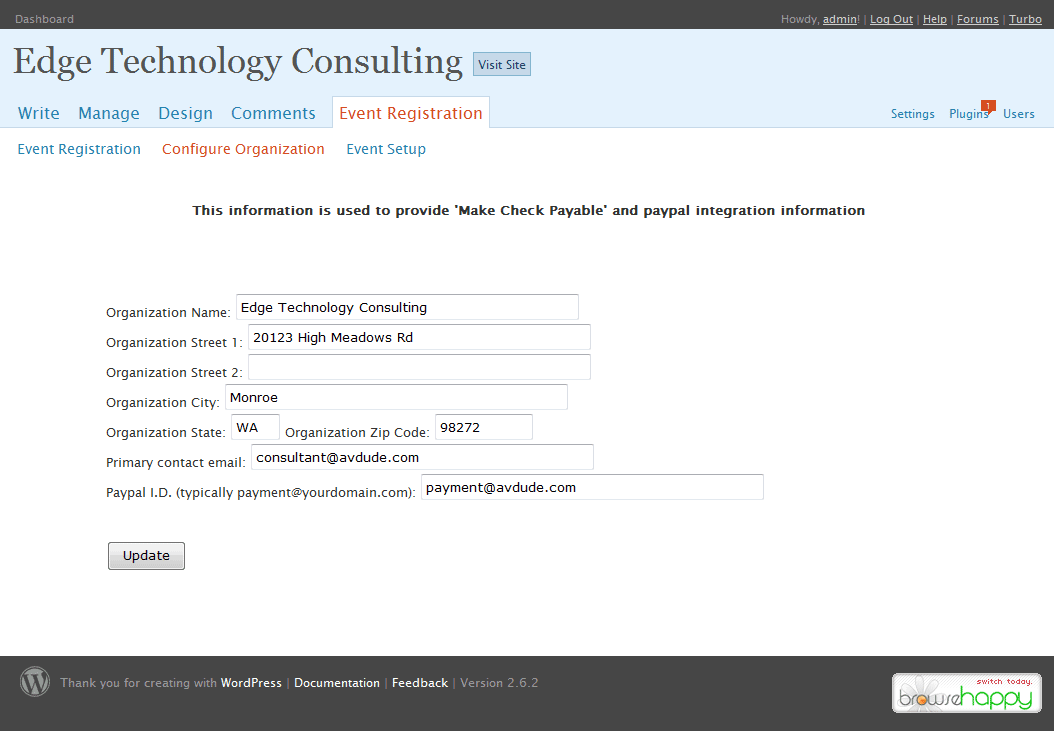 Dashboard Howdy, admin! | Log Out | Help | Forums | Turbo
Edge Technology Consulting Visit Site
Write Manage Design Comments Event Registration Settings Plugins 1 Users
Event Registration Configure Organization Event Setup
This information is used to provide 'Make Check Payable' and paypal integration information
Organization Name: Edge Technology Consulting
Organization Street 1: 20123 High Meadows Rd
Organization Street 2:
Organization City: Monroe
Organization State: WA Organization Zip Code: 98272
Primary contact email: consultant@avdude.com
Paypal I.D. (typically payment@yourdomain.com): payment@avdude.com
Update
Thank you for creating with WordPress | Documentation | Feedback | Version 2.6.2
switch today.
browsehappy